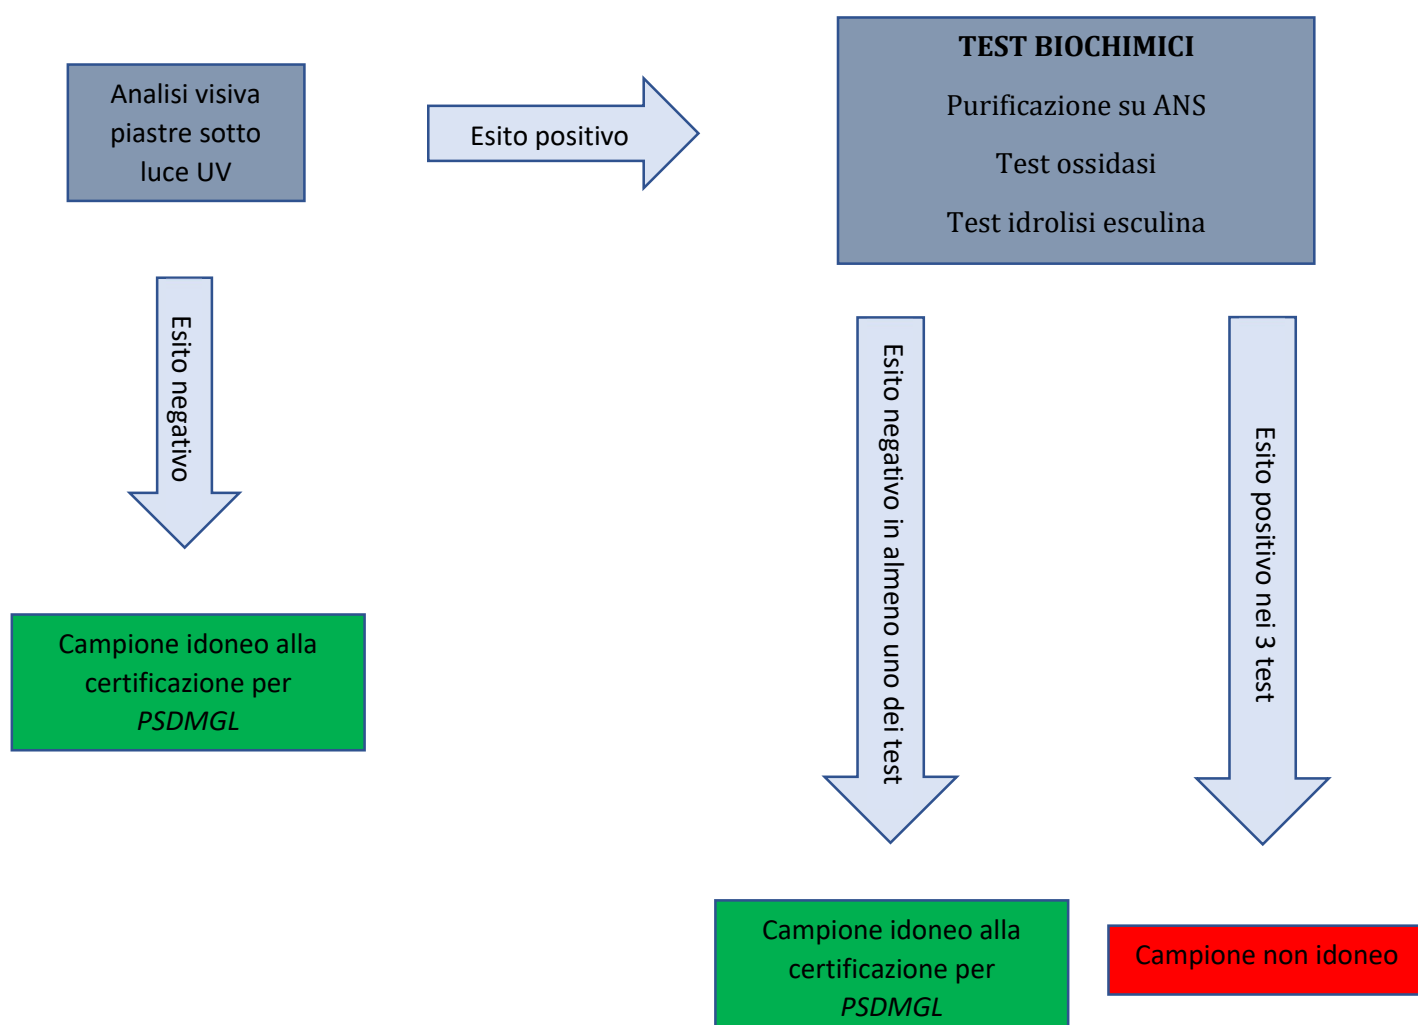 Analisi visiva
piastre sotto
luce UV
Esito positivo
TEST BIOCHIMICI
Purificazione su ANS
Test ossidasi
Test idrolisi esculina
Esito negativo
Esito negativo in almeno uno dei test
Esito positivo nei 3 test
Campione idoneo alla
certificazione per
PSDMGL
Campione idoneo alla
certificazione per
PSDMGL
Campione non idoneo